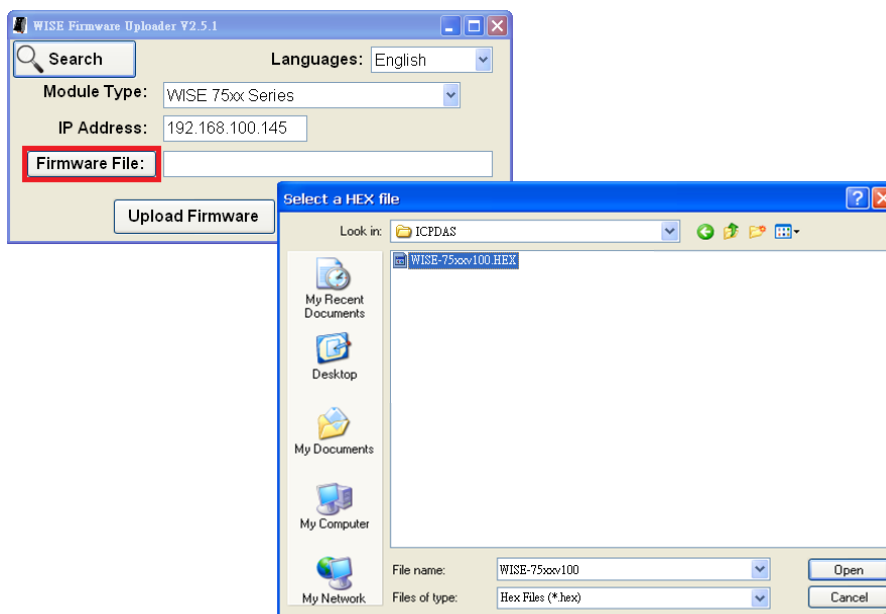 WISE Firmware Uploader V2.5.1
Search
Languages: English
Module Type: WISE 75xx Series
IP Address: 192.168.100.145
Firmware File:
Upload Firmware
Select a HEX file
Look in: ICPDAS
WISE-75xxv100.HEX
My Recent
Documents
Desktop
My Documents
My Computer
My Network
File name: WISE-75xxv100 Open
Files of type: Hex Files (*.hex) Cancel